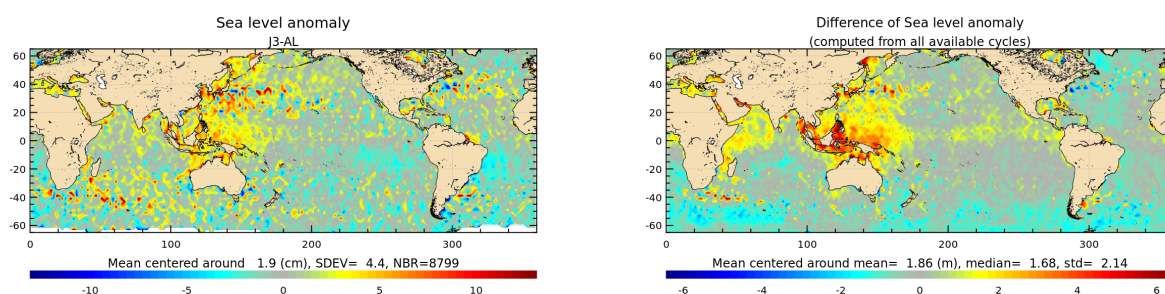 Sea level anomaly
J3-AL
60
40
20
0
-20
-40
-60
0 100 200 300
Mean centered around 1.9 (cm), SDEV= 4.4, NBR=8799
-10 -5 0 5 10
Difference of Sea level anomaly
(computed from all available cycles)
60
40
20
0
-20
-40
-60
0 100 200 300
Mean centered around mean= 1.86 (m), median= 1.68, std= 2.14
-6 -4 -2 0 2 4 6